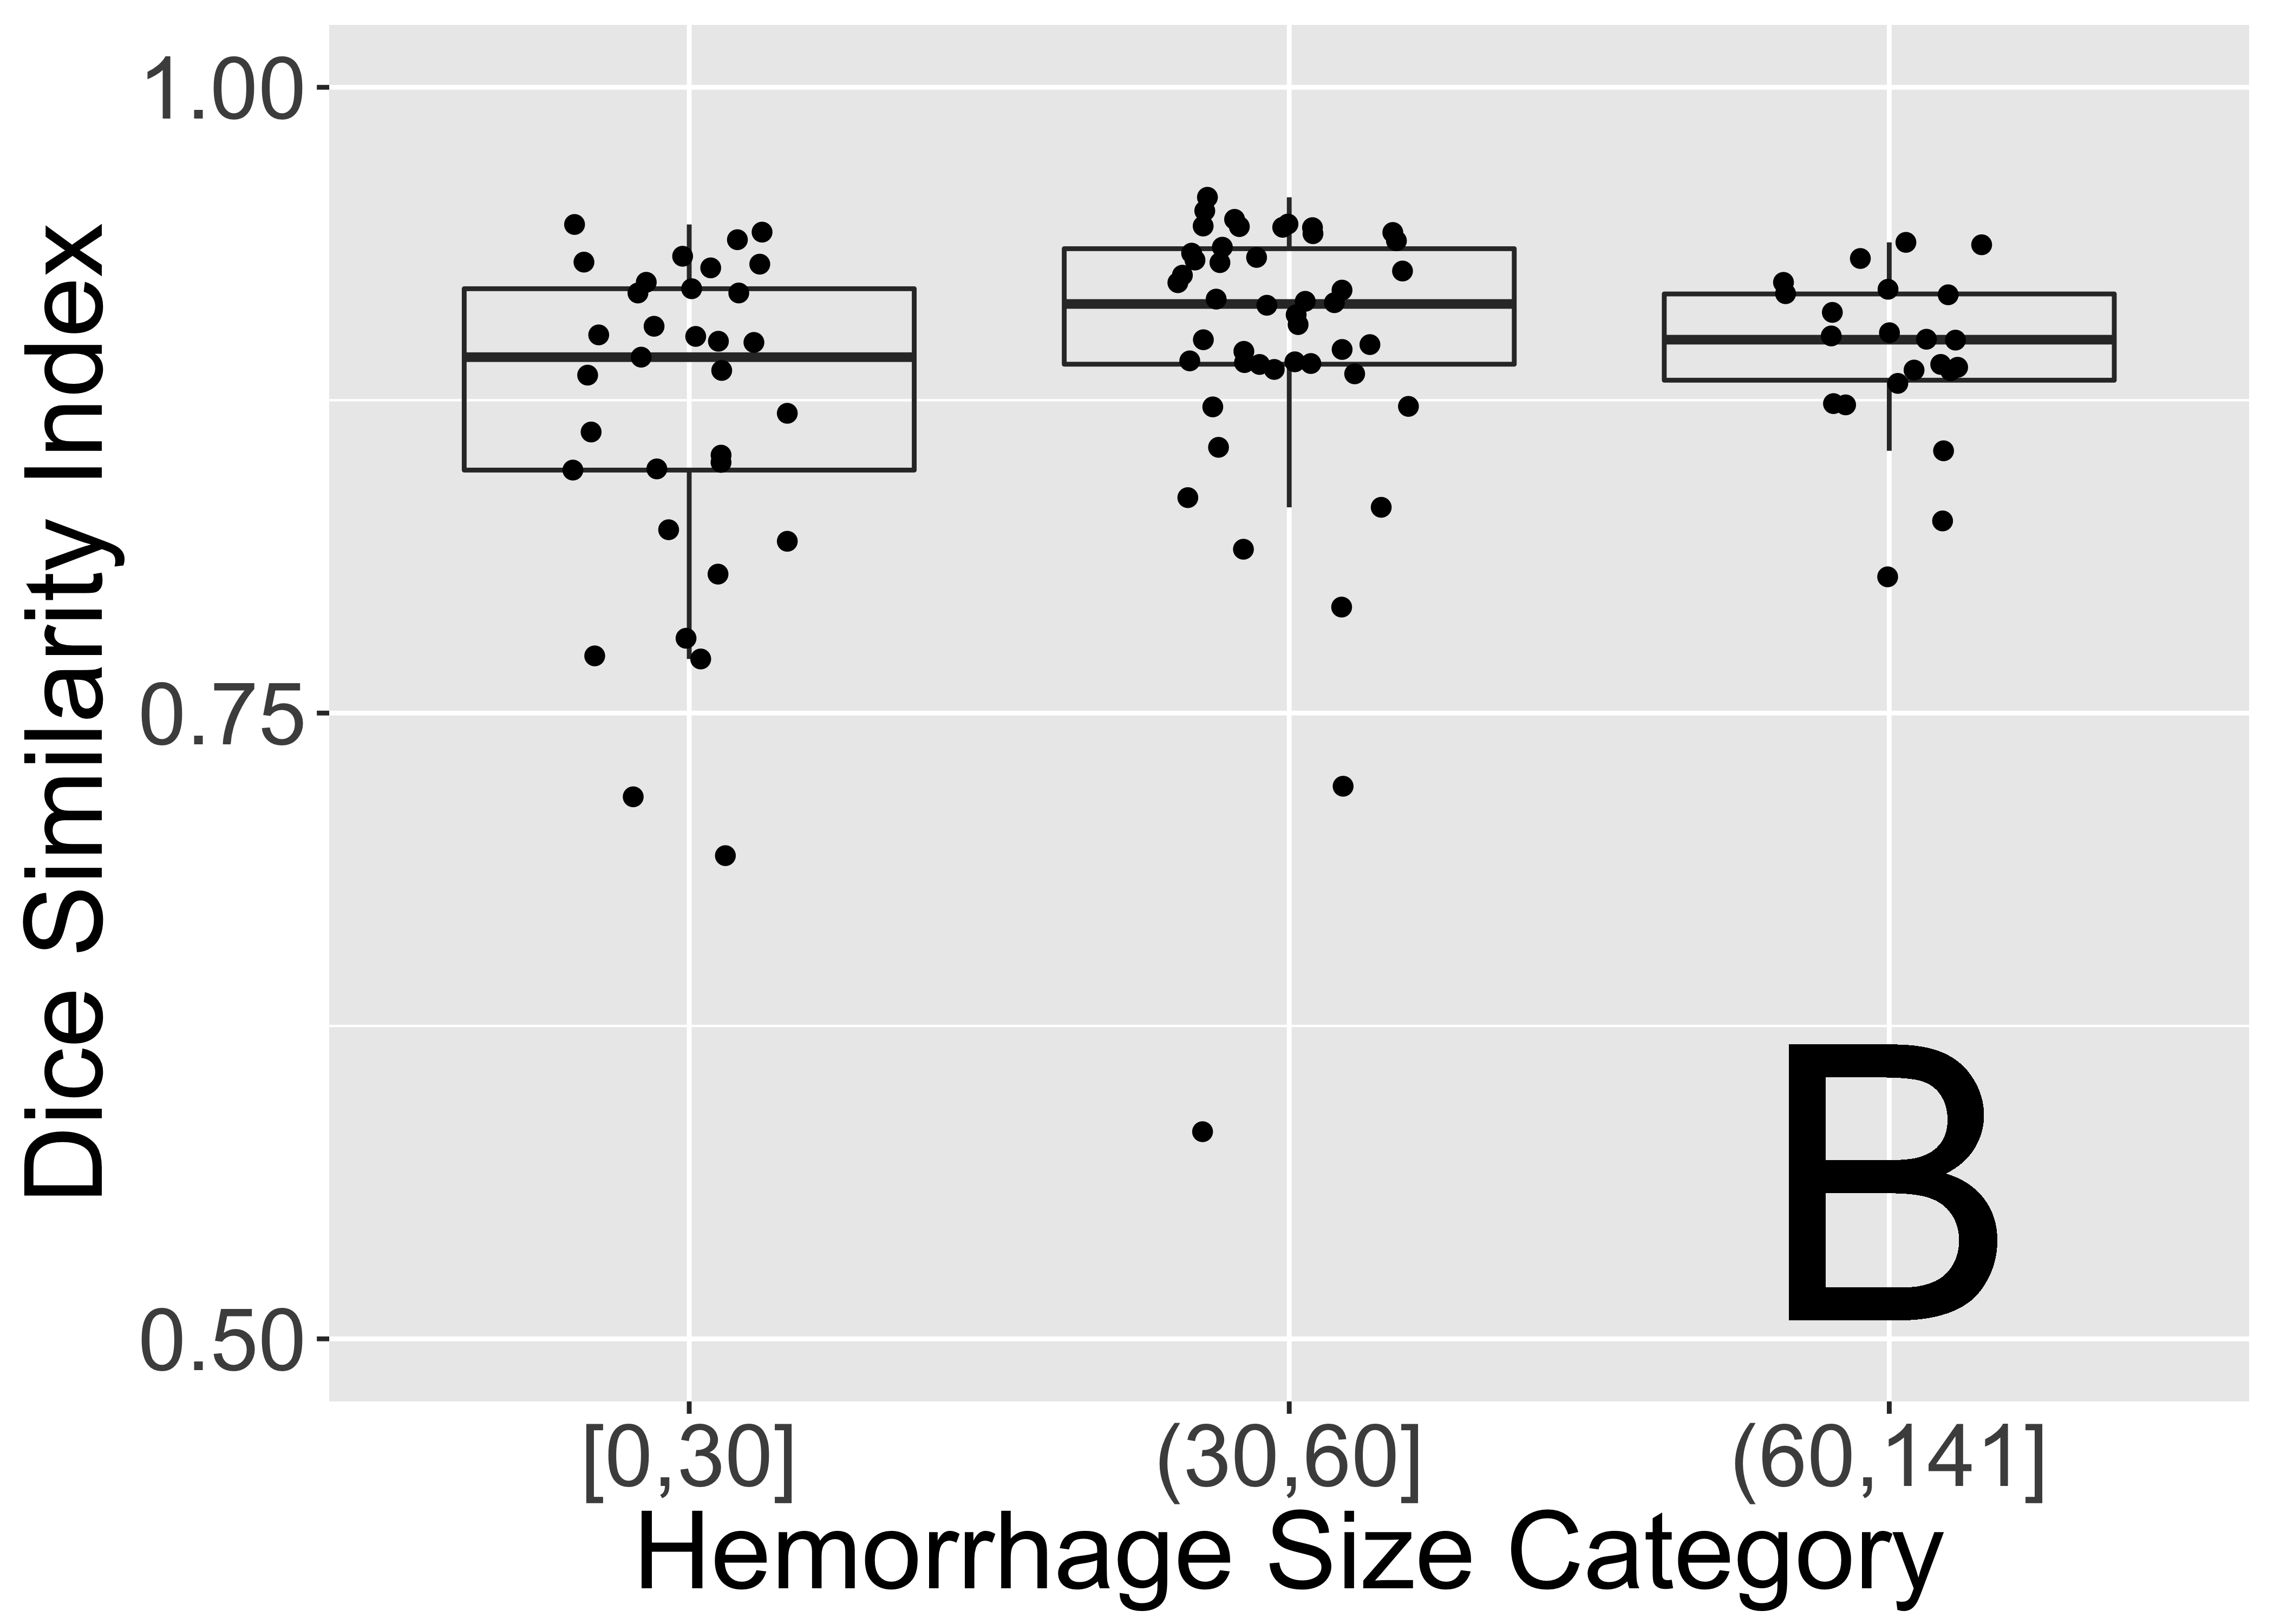 Dice Similarity Index
1.00
0.75
0.50
B
[0,30]
(30,60]
(60,141]
Hemorrhage Size Category